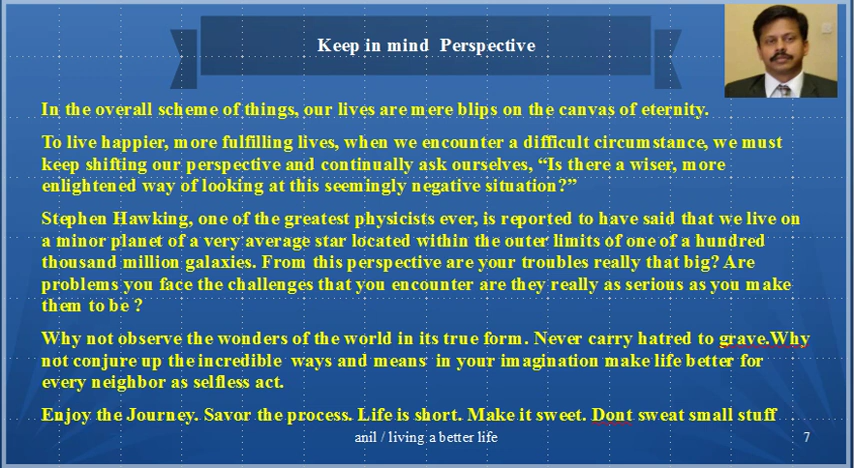 Keep in mind Perspective
In the overall scheme of things, our lives are mere blips on the canvas of eternity.
To live happier, more fulfilling lives, when we encounter a difficult circumstance, we must
keep shifting our perspective and continually ask ourselves, “Is there a wiser, more
enlightened way of looking at this seemingly negative situation?”
Stephen Hawking, one of the greatest physicists ever, is reported to have said that we live on
a minor planet of a very average star located within the outer limits of one of a hundred
thousand million galaxies. From this perspective are your troubles really that big? Are
problems you face the challenges that you encounter are they really as serious as you make
them to be ?
Why not observe the wonders of the world in its true form. Never carry hatred to grave.Why
not conjure up the incredible ways and means in your imagination make life better for
every neighbor as selfless act.
Enjoy the Journey. Savor the process. Life is short. Make it sweet. Dont sweat small stuff
anil / living a better life
7